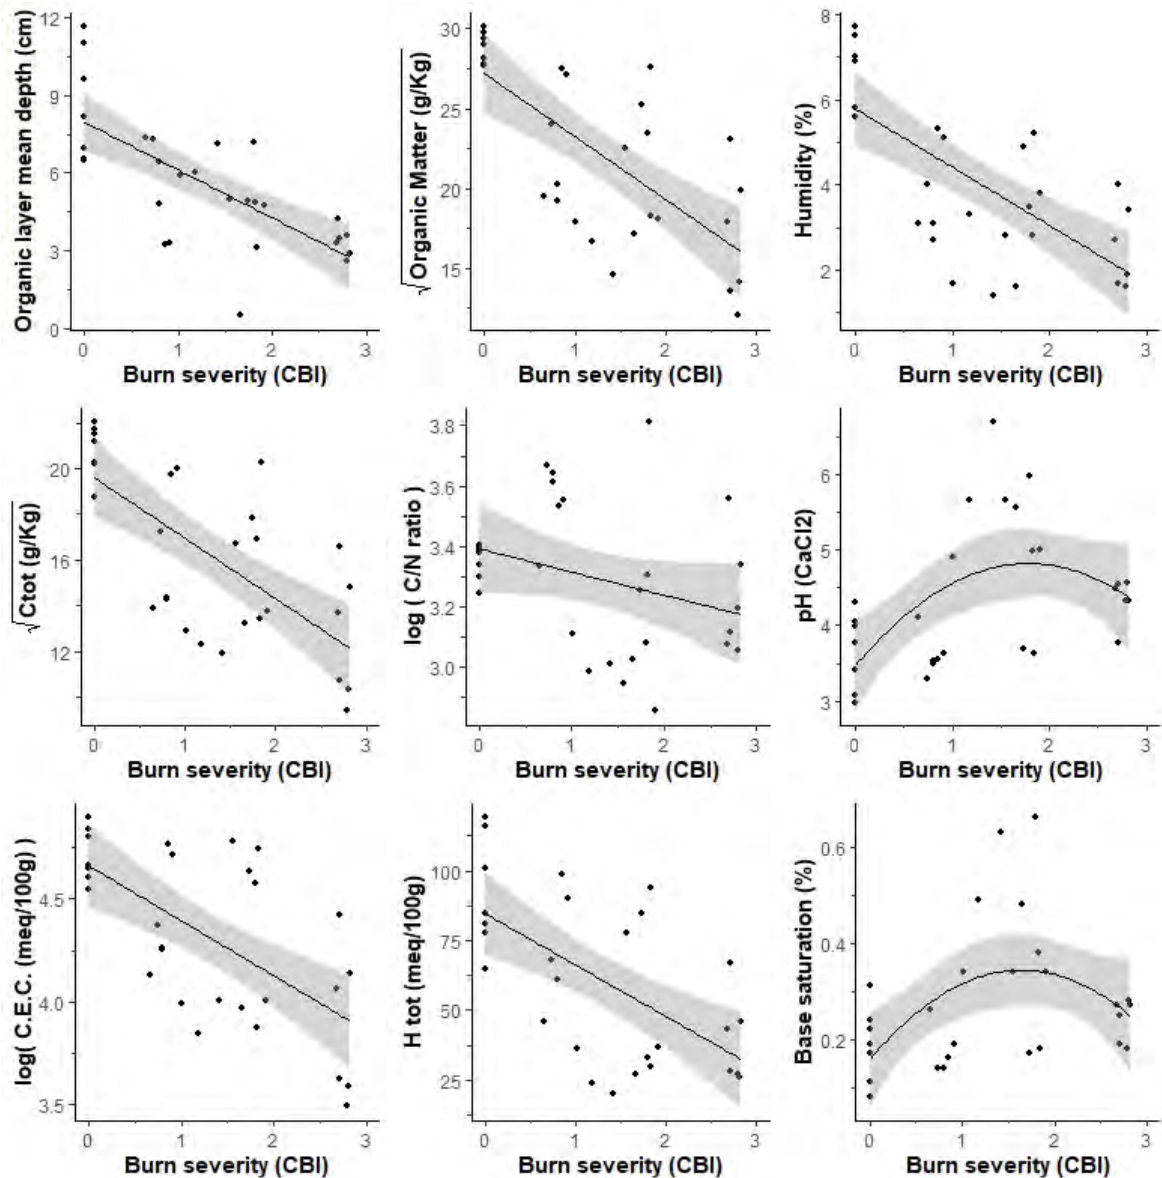 Organic layer mean depth (cm)
12
9
6
3
0
0 1 2 3
Burn severity (CBI)
√Organic Matter (g/Kg)
30
25
20
15
0 1 2 3
Burn severity (CBI)
Humidity (%)
8
6
4
2
0 1 2 3
Burn severity (CBI)
√Ctot (g/Kg)
20
16
12
0 1 2 3
Burn severity (CBI)
log ( C/N ratio )
3.8
3.6
3.4
3.2
3.0
0 1 2 3
Burn severity (CBI)
pH (CaCl2)
6
5
4
3
0 1 2 3
Burn severity (CBI)
log( C.E.C. (meq/100g) )
4.5
4.0
3.5
0 1 2 3
Burn severity (CBI)
H tot (meq/100g)
100
75
50
25
0 1 2 3
Burn severity (CBI)
Base saturation (%)
0.6
0.4
0.2
0 1 2 3
Burn severity (CBI)